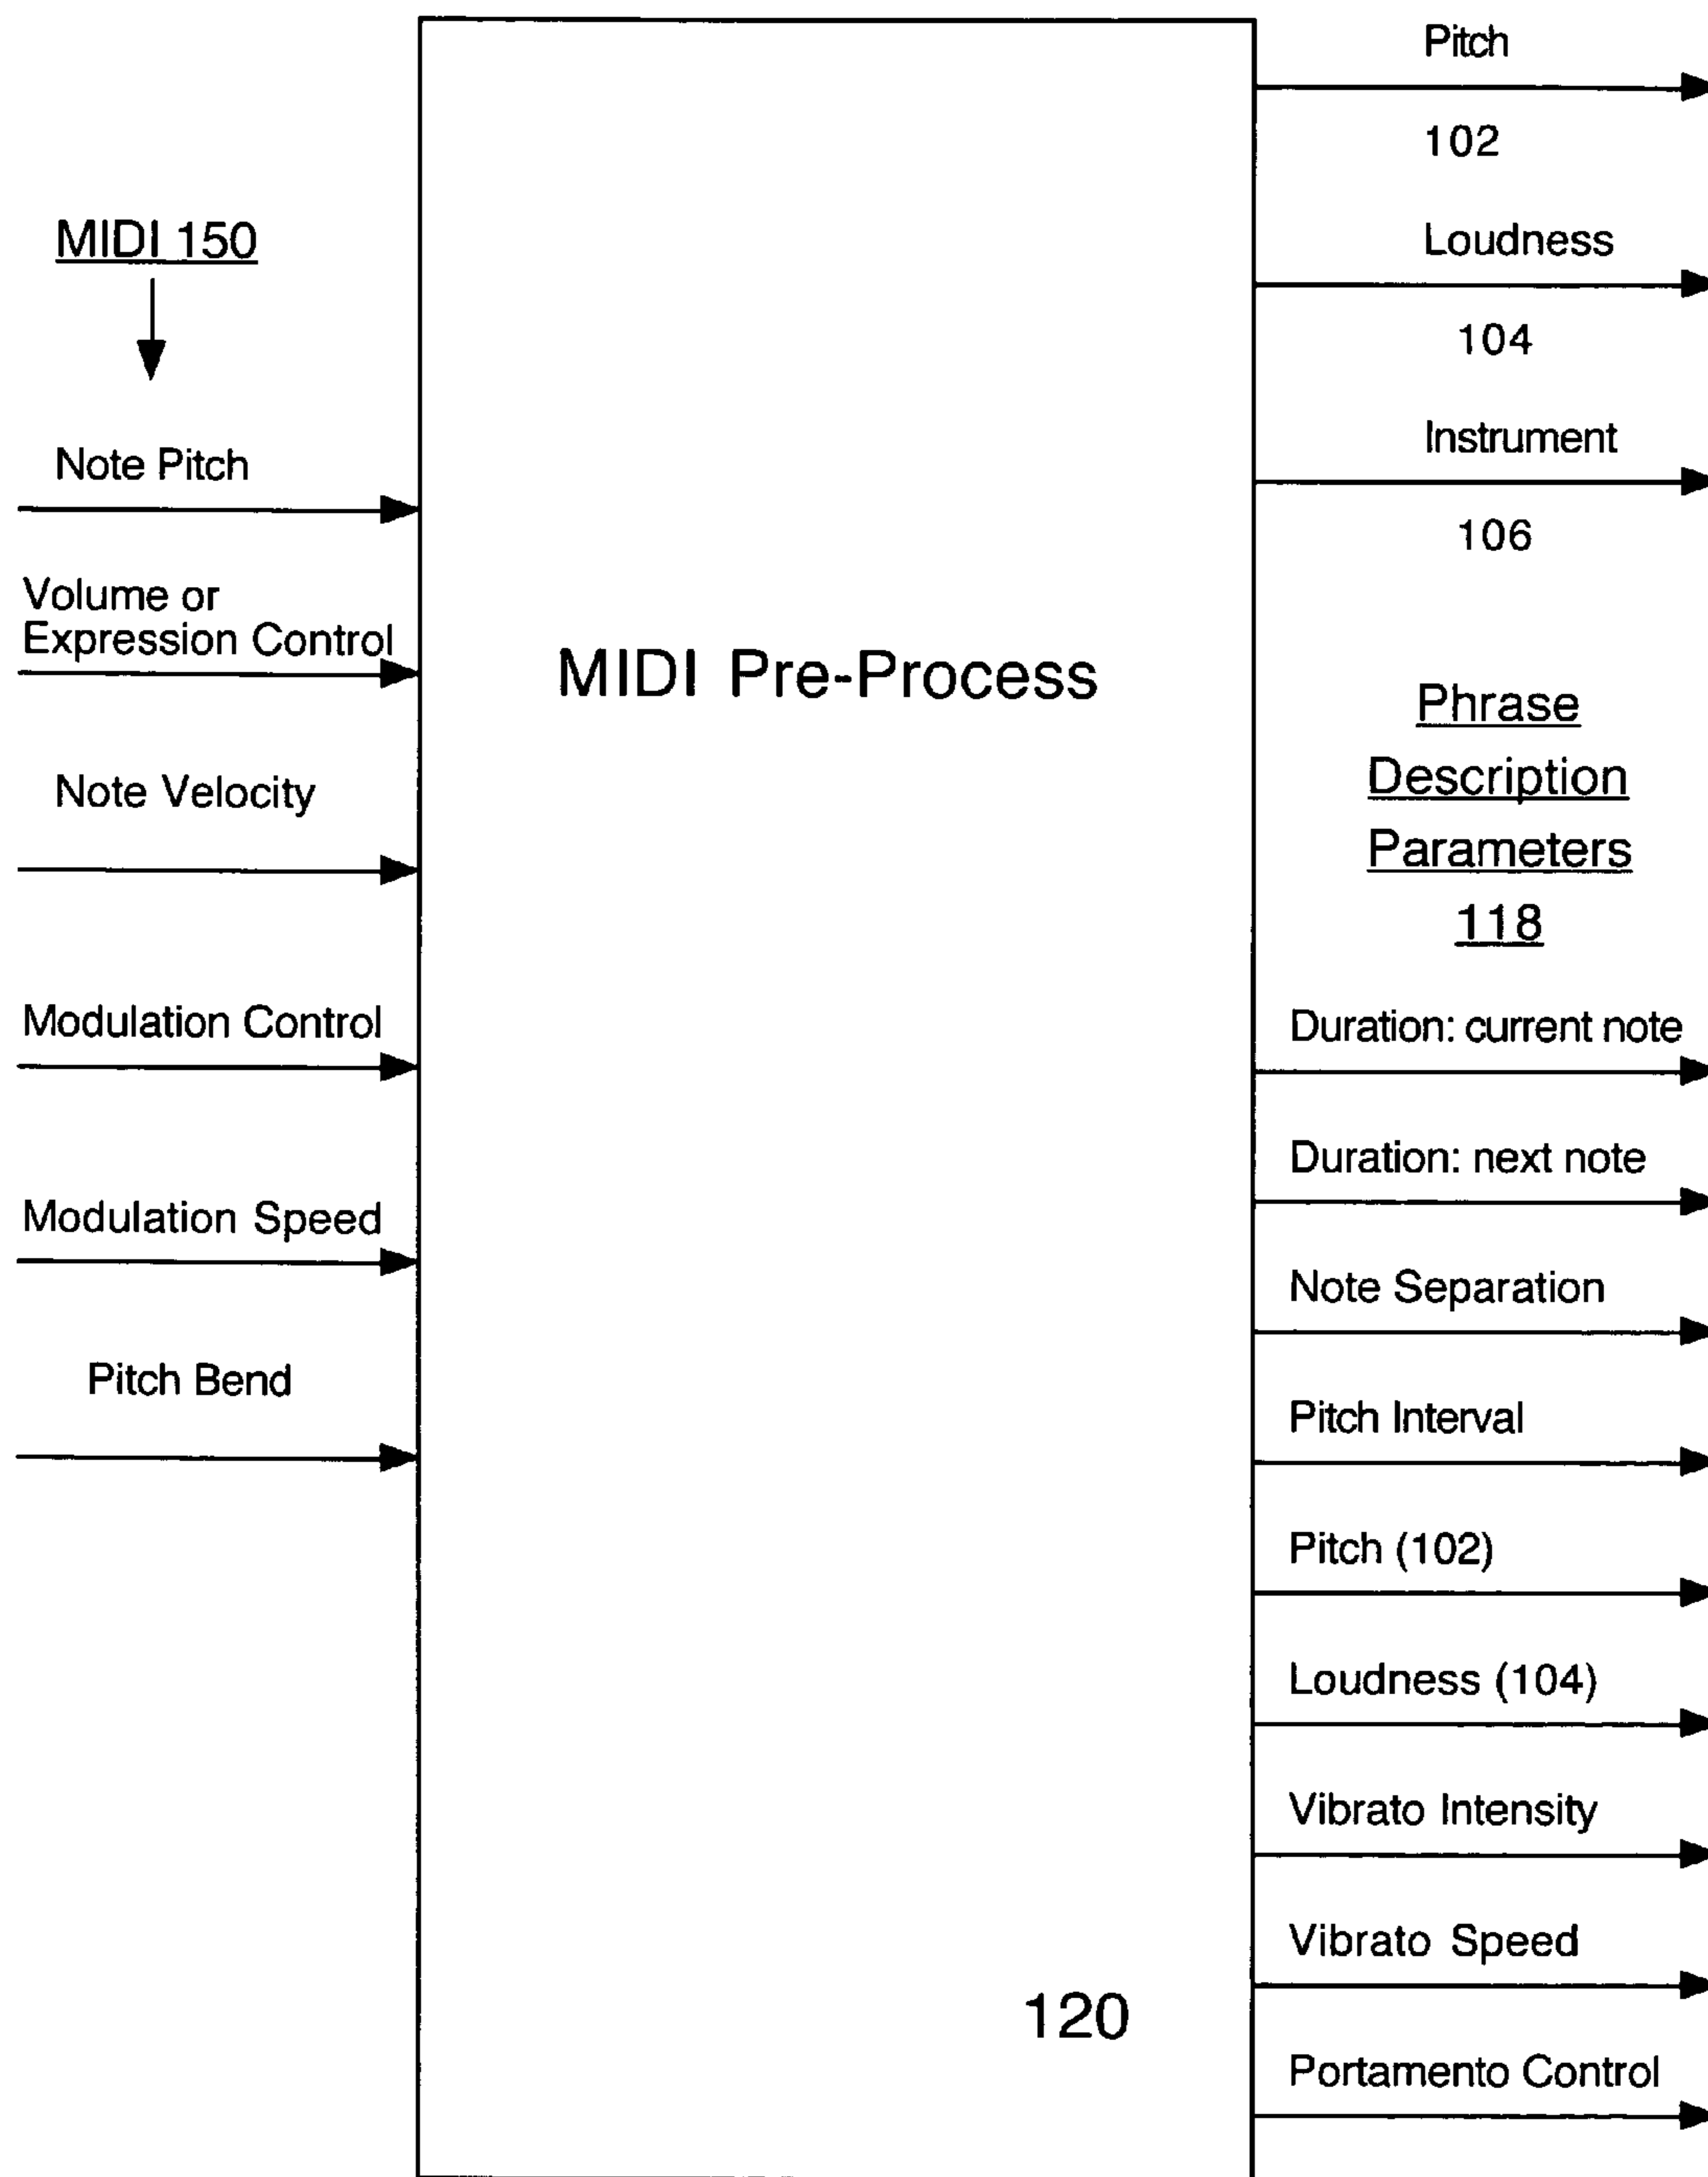 MIDI 150
Note Pitch
Volume or
Expression Control
Note Velocity
Modulation Control
Modulation Speed
Pitch Bend
MIDI Pre-Process
120
Pitch
102
Loudness
104
Instrument
106
Phrase
Description
Parameters
118
Duration: current note
Duration: next note
Note Separation
Pitch Interval
Pitch (102)
Loudness (104)
Vibrato Intensity
Vibrato Speed
Portamento Control